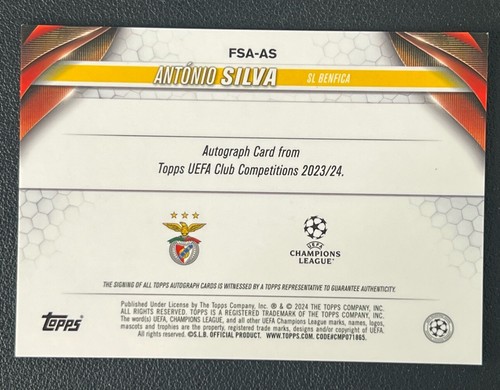 FSA-AS
ANTÓNIO SILVA SL BENFICA
Autograph Card from
Topps UEFA Club Competitions 2023/24.
UEFA
CHAMPIONS
LEAGUE
THE SIGNING OF ALL TOPPS AUTOGRAPH CARDS IS WITNESSED BY A TOPPS REPRESENTATIVE TO GUARANTEE AUTHENTICITY.
Published Under License by The Topps Company, Inc. ® & © 2024 THE TOPPS COMPANY, INC.
ALL RIGHTS RESERVED. TOPPS IS A REGISTERED TRADEMARK OF THE TOPPS COMPANY, INC.
The word(s) UEFA, CHAMPIONS LEAGUE, and all other UEFA Champions League marks, names, logos,
mascots and trophies are the property, registered trade marks, designs and/or copyright of UEFA.
All rights reserved. ©S.L.B. OFFICIAL PRODUCT. WWW.TOPPS.COM. CODE#CMP071865.
Topps